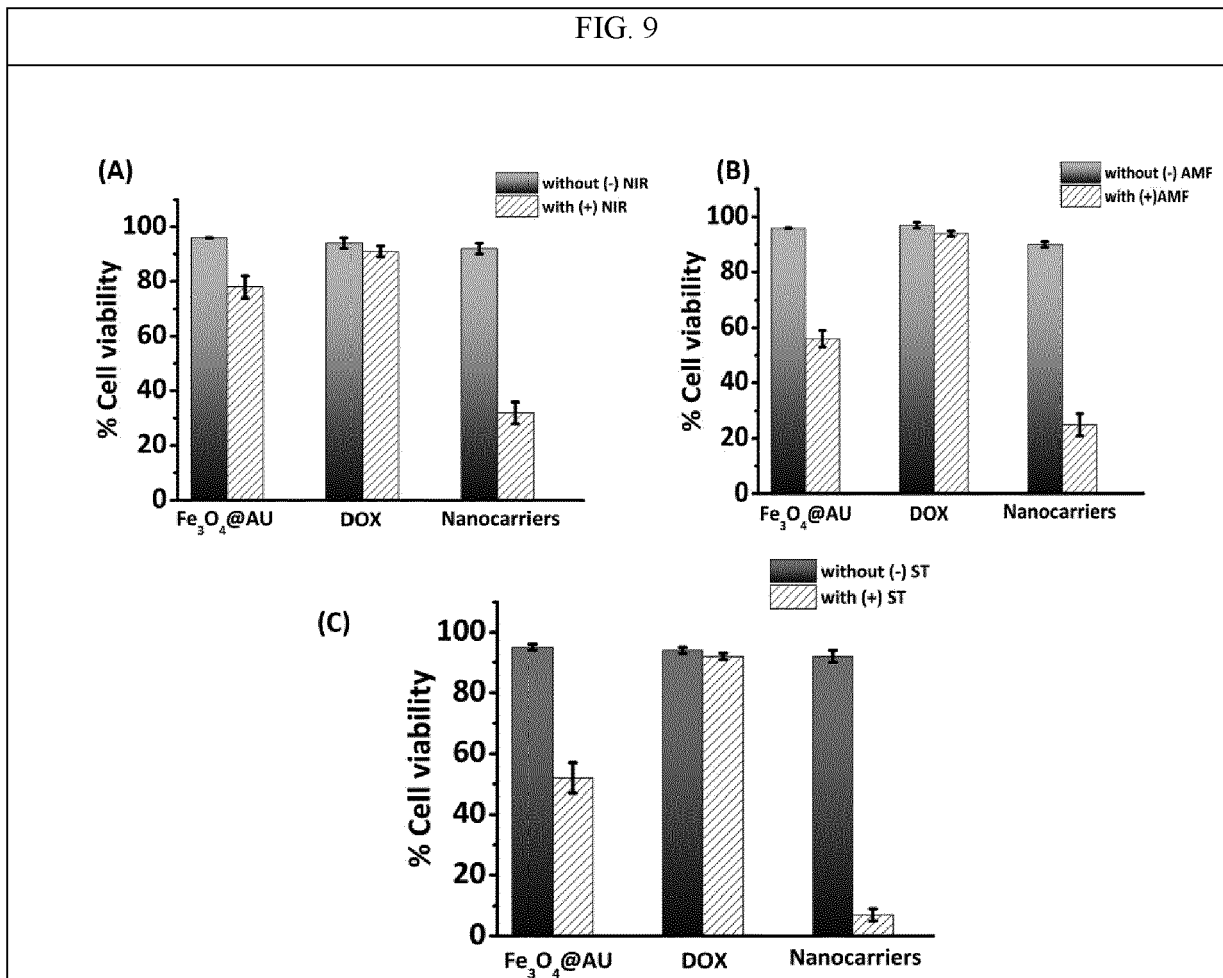 FIG. 9
(A)
without (-) NIR
with (+) NIR
% Cell viability
100
80
60
40
20
0
Fe₃O₄@AU DOX Nanocarriers
(B)
without (-) AMF
with (+)AMF
% Cell viability
100
80
60
40
20
0
Fe₃O₄@AU DOX Nanocarriers
(C)
without (-) ST
with (+) ST
% Cell viability
100
80
60
40
20
0
Fe₃O₄@AU DOX Nanocarriers